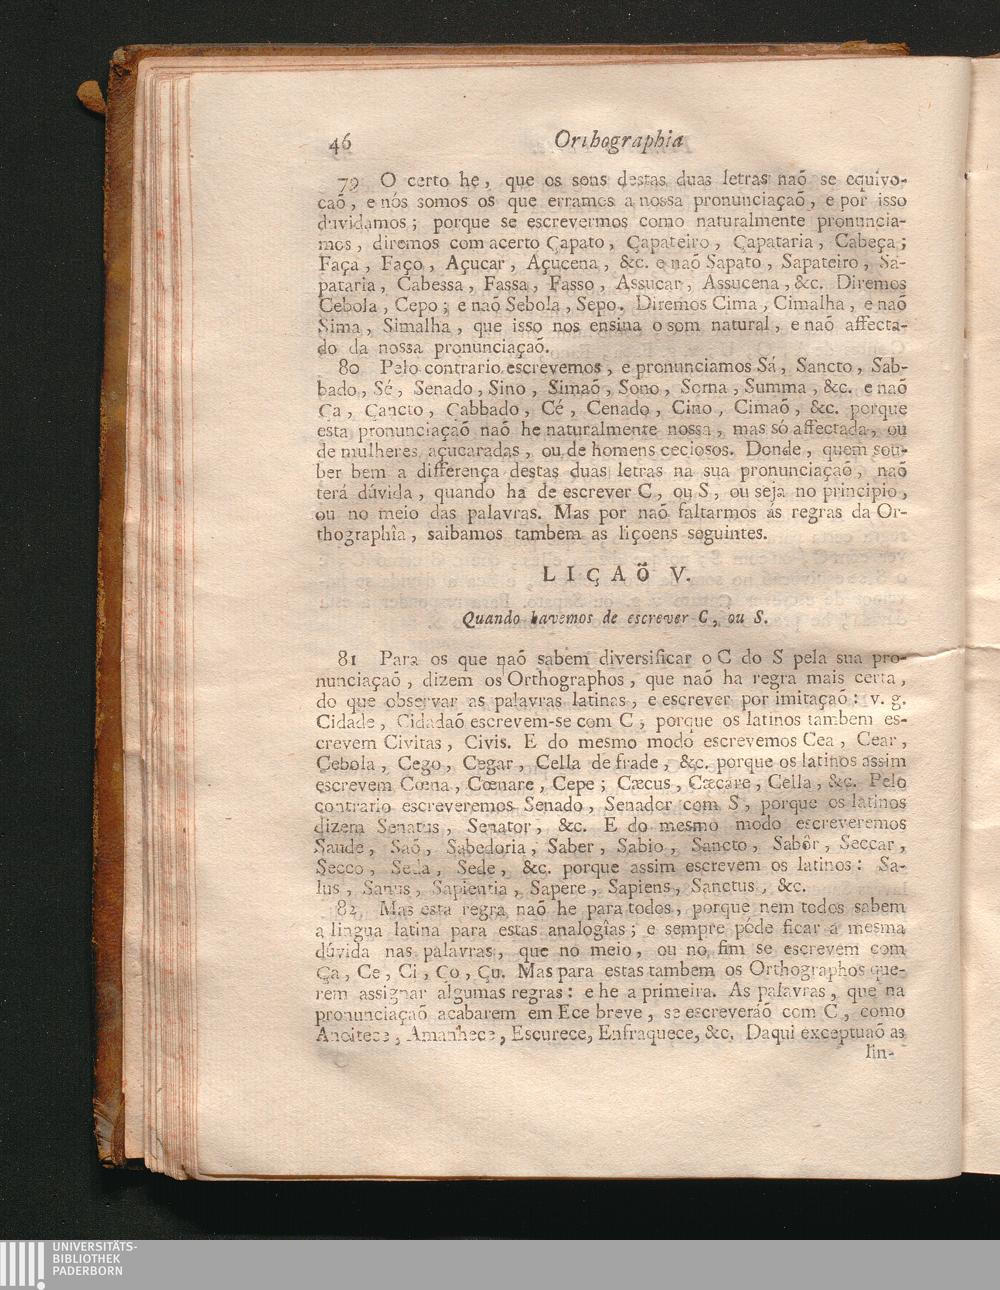 46 Orthographia
79 O certo he, que os sons destas duas letras naõ se equivo-
caõ, e nós somos os que erramos a nossa pronunciaçaõ, e por isso
duvidamos; porque se escrevermos como naturalmente pronuncia-
mos, diremos com acerto Çapato, Çapateiro, Çapataria, Cabeça;
Faça, Faço, Açucar, Açucena, &c. e naõ Sapato, Sapateiro, Sa-
pataria, Cabessa, Fassa, Fasso, Assucar, Assucena, &c. Diremos
Cebola, Cepo; e naõ Sebola, Sepo. Diremos Cima, Cimalha, e naõ
Sima, Simalha, que isso nos ensina o som natural, e naõ affecta-
do da nossa pronunciaçaõ.
80 Pelo contrario escrevemos, e pronunciamos Sá, Sancto, Sab-
bado, Sé, Senado, Sino, Simaõ, Sono, Soma, Summa, &c. e naõ
Ça, Çancto, Çabbado, Cé, Cenado, Cino, Cimaõ, &c. porque
esta pronunciaçaõ naõ he naturalmente nossa, mas só affectada, ou
de mulheres açucaradas, ou de homens ceciosos. Donde, quem sou-
ber bem a differença destas duas letras na sua pronunciaçaõ, naõ
terá dúvida, quando ha de escrever C, ou S, ou seja no principio,
ou no meio das palavras. Mas por naõ faltarmos ás regras da Or-
thographîa, saibamos tambem as liçoens seguintes.
LIÇAÕ V.
Quando havemos de escrever C, ou S.
81 Para os que naõ sabem diversificar o C do S pela sua pro-
nunciaçaõ, dizem os Orthographos, que naõ ha regra mais certa,
do que observar as palavras latinas, e escrever por imitaçaõ: v. g.
Cidade, Cidadaõ escrevem-se com C, porque os latinos tambem es-
crevem Civitas, Civis. E do mesmo modo escrevemos Cea, Cear,
Cebola, Cego, Cegar, Cella de frade, &c. porque os latinos assim
escrevem Cœna, Cœnare, Cepe; Cæcus, Cæcare, Cella, &c. Pelo
contrario escreveremos Senado, Senador com S, porque os latinos
dizem Senatus, Senator, &c. E do mesmo modo escreveremos
Saude, Saõ, Sabedoria, Saber, Sabio, Sancto, Sabôr, Seccar,
Secco, Sella, Sede, &c. porque assim escrevem os latinos: Sa-
lus, Sanus, Sapientia, Sapere, Sapiens, Sanctus, &c.
82 Mas esta regra naõ he para todos, porque nem todos sabem
a lingua latina para estas analogîas; e sempre póde ficar a mesma
dúvida nas palavras, que no meio, ou no fim se escrevem com
Ça, Ce, Ci, Ço, Çu. Mas para estas tambem os Orthographos que-
rem assignar algumas regras: e he a primeira. As palavras, que na
pronunciaçaõ acabarem em Ece breve, se escreveráõ com C, como
Anoitece, Amanhece, Escurece, Enfraquece, &c. Daqui exceptuaõ as
lin-
UNIVERSITÄTS-
BIBLIOTHEK
PADERBORN